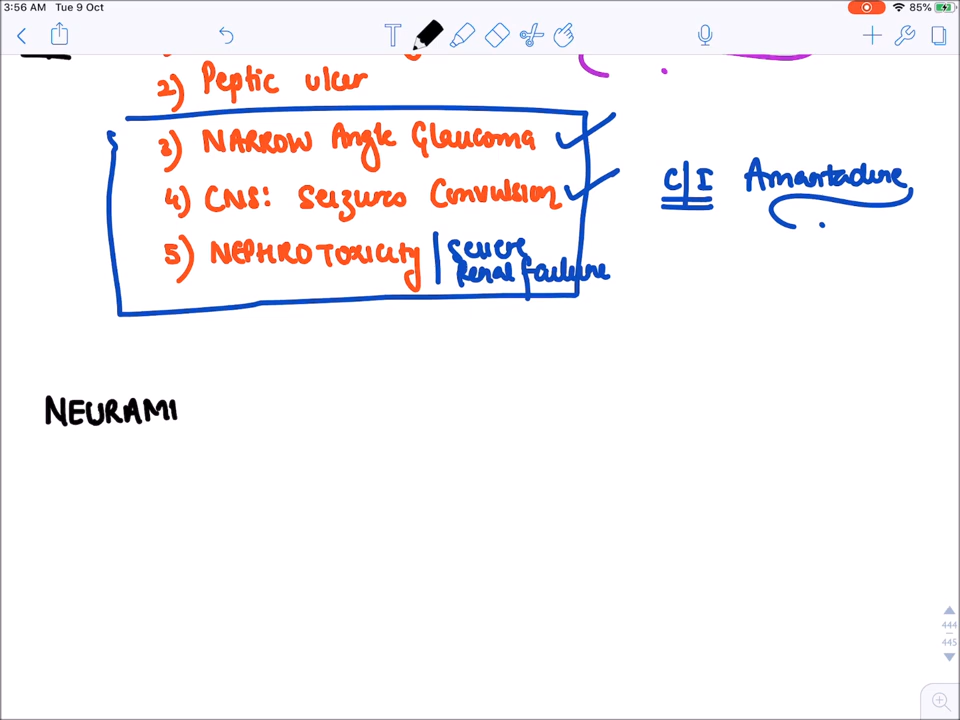 3:56 AM Tue 9 Oct 85%
2) Peptic ulcer
3) NARROW Angle Glaucoma
4) CNS: Seizures Convulsion
5) NEPHROTOXICITY | Severe
Renal failure
C|I Amantadine
NEURAMI
444
445